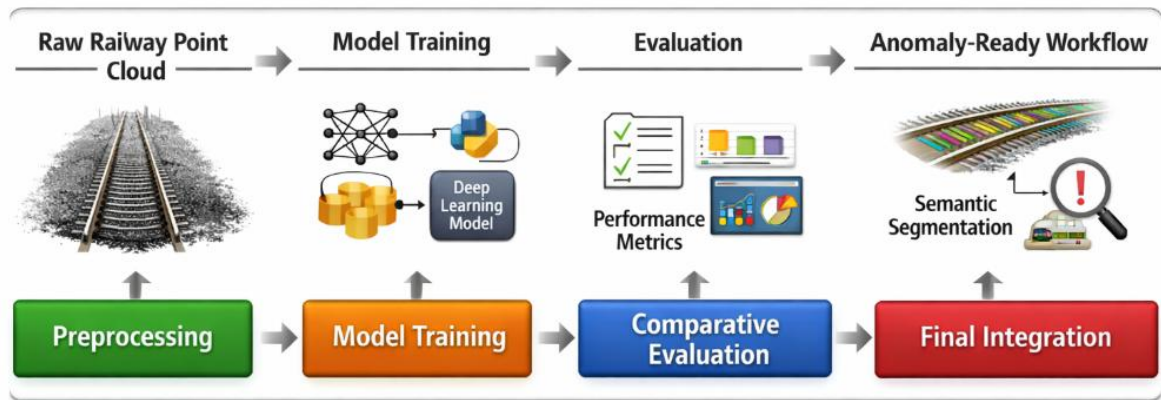 Raw Railway Point
Cloud
Model Training
Evaluation
Anomaly-Ready Workflow
Deep
Learning
Model
Performance
Metrics
Semantic
Segmentation
Preprocessing
Model Training
Comparative
Evaluation
Final Integration